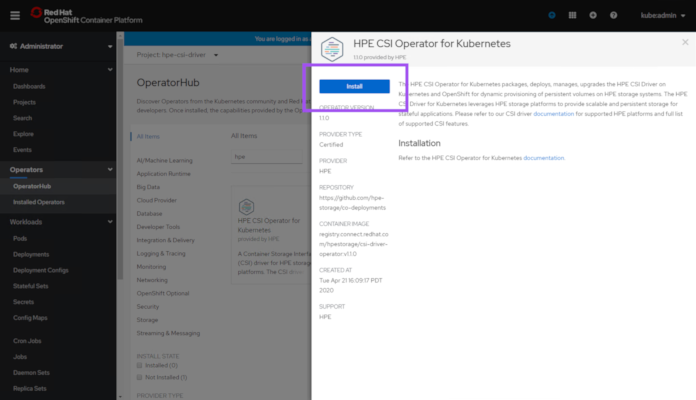 Red Hat
OpenShift Container Platform
kube:admin
Administrator
Home
Dashboards
Projects
Search
Explore
Events
Operators
OperatorHub
Installed Operators
Workloads
Pods
Deployments
Deployment Configs
Stateful Sets
Secrets
Config Maps
Cron Jobs
Jobs
Daemon Sets
Replica Sets
You are logged in as
Project: hpe-csi-driver
OperatorHub
Discover Operators from the Kubernetes community and Red Hat
developers. Once installed, the capabilities provided by the
All Items
AI/Machine Learning
Application Runtime
Big Data
Cloud Provider
Database
Developer Tools
Integration & Delivery
Logging & Tracing
Monitoring
Networking
OpenShift Optional
Security
Storage
Streaming & Messaging
INSTALL STATE
Installed (0)
Not Installed (1)
PROVIDER TYPE
All Items
hpe
HPE CSI Operator for
Kubernetes
provided by HPE
A Container Storage
(CSI) driver for HPE
platforms. The CSI driver
HPE CSI Operator for Kubernetes
1.1.0 provided by HPE
Install
OPERATOR VERSION
1.1.0
PROVIDER TYPE
Certified
PROVIDER
HPE
REPOSITORY
https://github.com/hpe-
storage/co-deployments
CONTAINER IMAGE
registry.connect.redhat.co
m/hpestorage/csi-driver-
operator:v1.1.0
CREATED AT
Tue Apr 21 16:09:17 PDT
2020
SUPPORT
HPE
The HPE CSI Operator for Kubernetes packages, deploys, manages, upgrades the HPE CSI Driver on
Kubernetes and OpenShift for dynamic provisioning of persistent volumes on HPE storage systems. The HPE
CSI Driver for Kubernetes leverages HPE storage platforms to provide scalable and persistent storage for
stateful applications. Please refer to our CSI driver documentation for supported HPE platforms and full list
of supported CSI features.
Installation
Refer to the HPE CSI Operator for Kubernetes documentation.